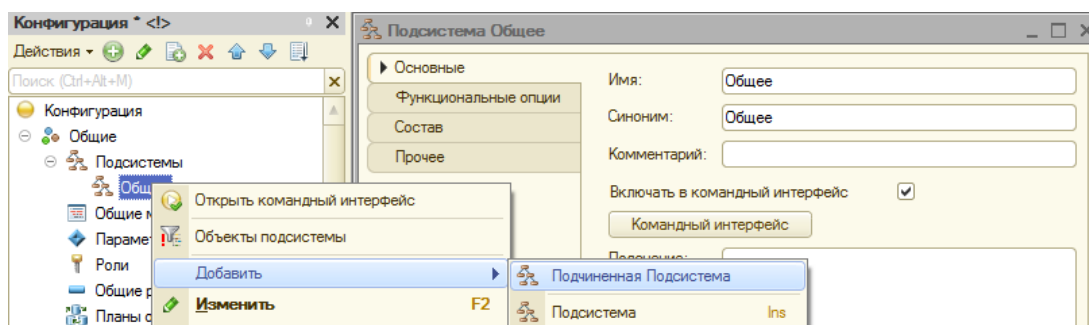 Конфигурация * <!>
Действия
Поиск (Ctrl+Alt+M)
Конфигурация
Общие
Подсистемы
Общ
Общие
Параме
Роли
Общие
Планы
Открыть командный интерфейс
Объекты подсистемы
Добавить
Изменить F2
Подчиненная Подсистема
Подсистема Ins
Подсистема Общее
Основные
Функциональные опции
Состав
Прочее
Имя: Общее
Синоним: Общее
Комментарий:
Включать в командный интерфейс
Командный интерфейс